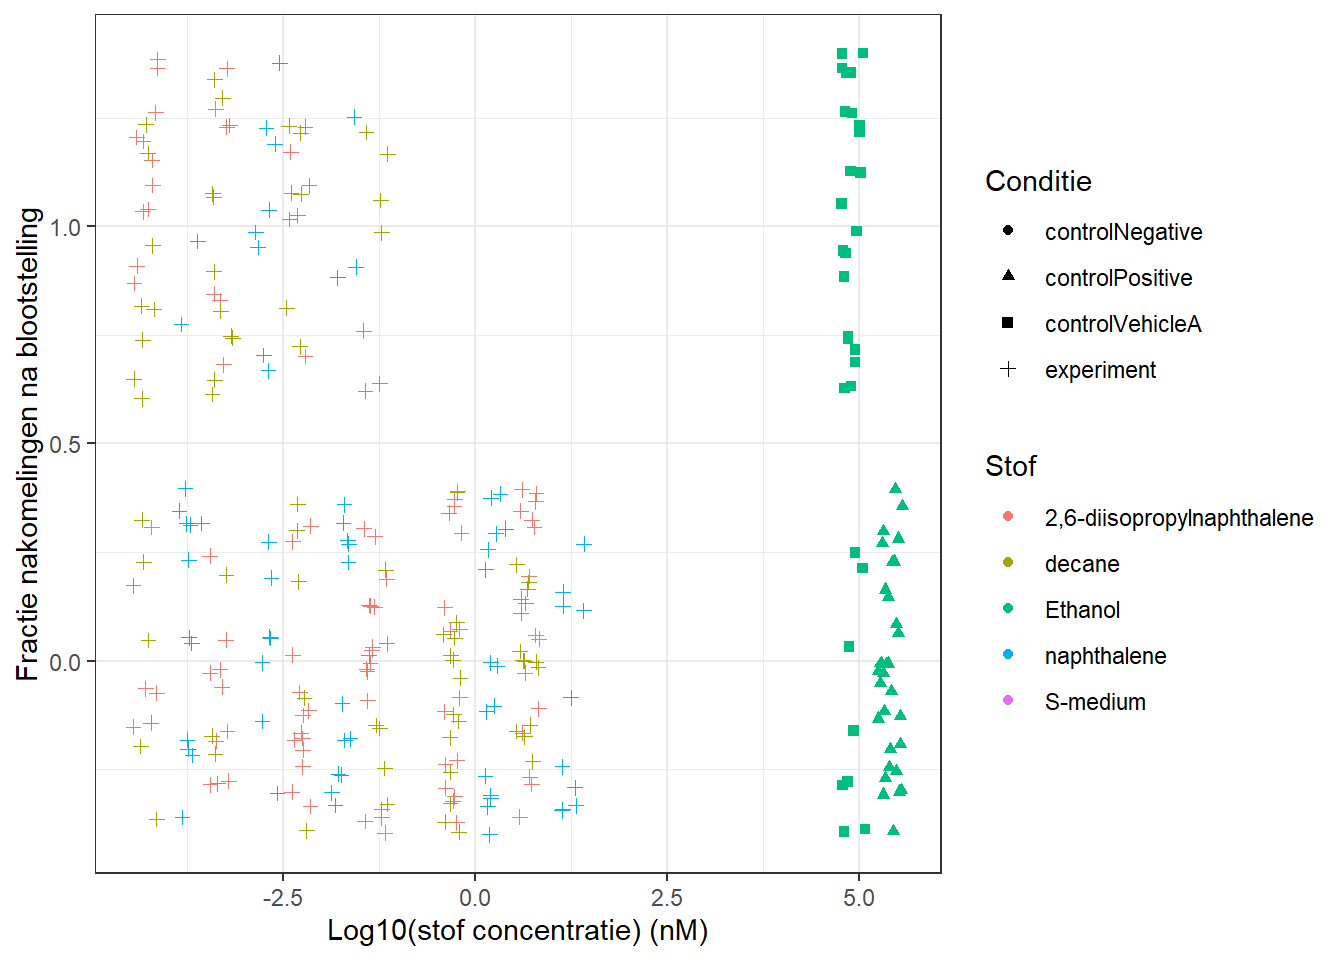 Fractie nakomelingen na blootstelling
1.0
0.5
0.0
-2.5
0.0
2.5
5.0
Log10(stof concentratie) (nM)
Conditie
controlNegative
controlPositive
controlVehicleA
experiment
Stof
2,6-diisopropylnaphthalene
decane
Ethanol
naphthalene
S-medium